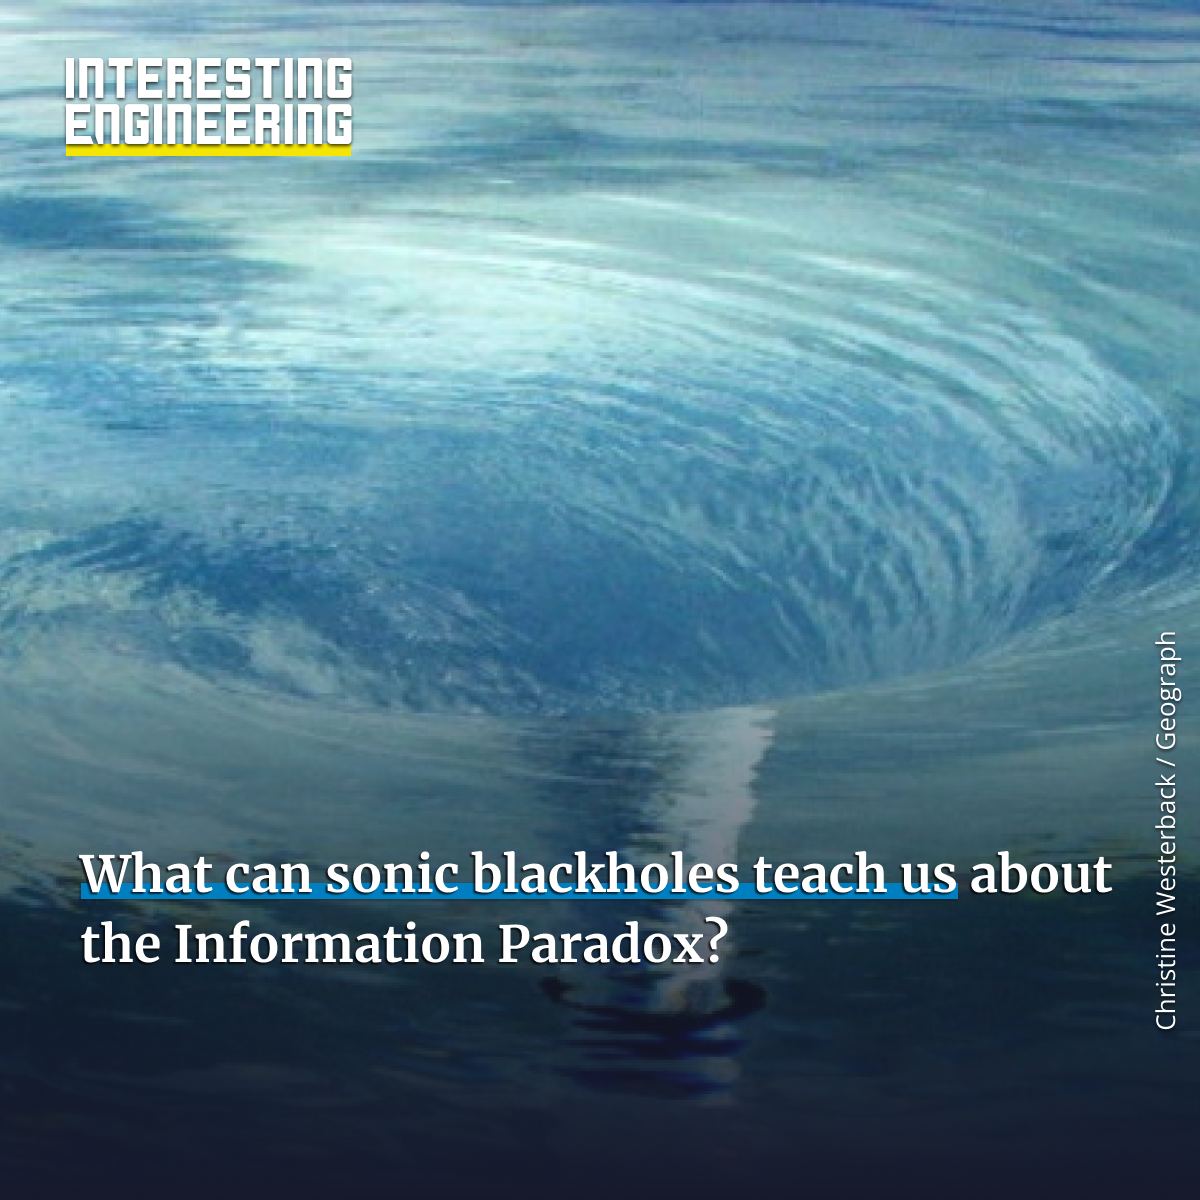 INTERESTING
ENGINEERING
What can sonic blackholes teach us about
the Information Paradox?
Christine Westerback / Geograph